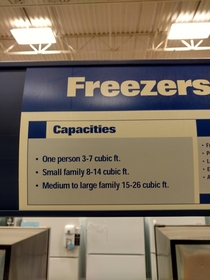 Freezers
Capacities
• One person 3-7 cubic ft.
• Small family 8-14 cubic ft.
• Medium to large family 15-26 cubic ft.